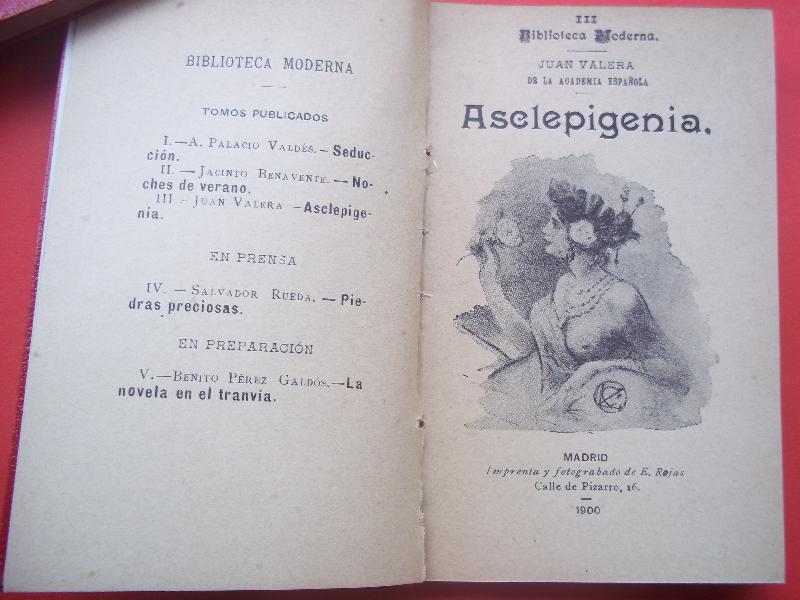 BIBLIOTECA MODERNA
TOMOS PUBLICADOS
I.—A. PALACIO VALDÉS.—Seduc-
ción.
II.—JACINTO BENAVENTE.—No-
ches de verano.
III—JUAN VALERA—Asclepige-
nia.
EN PRENSA
IV.—SALVADOR RUEDA.—Pie-
dras preciosas.
EN PREPARACIÓN
V.—BENITO PÉREZ GALDÓS.—La
novela en el tranvía.
III
Biblioteca Moderna.
JUAN VALERA
DE LA ACADEMIA ESPAÑOLA
Asclepigenia.
MADRID
Imprenta y fotograbado de E. Rojas
Calle de Pizarro, 16.
1900